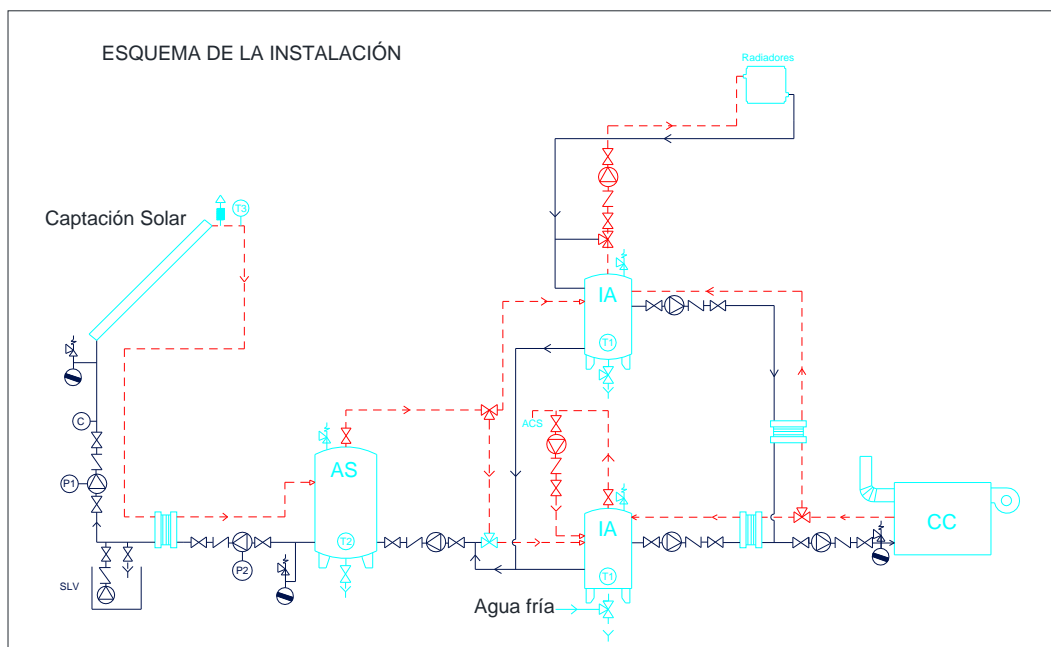 ESQUEMA DE LA INSTALACIÓN
Radiadores
Captación Solar
T3
IA
T1
C
ACS
AS
P1
IA
CC
T2
P2
SLV
T1
Agua fría